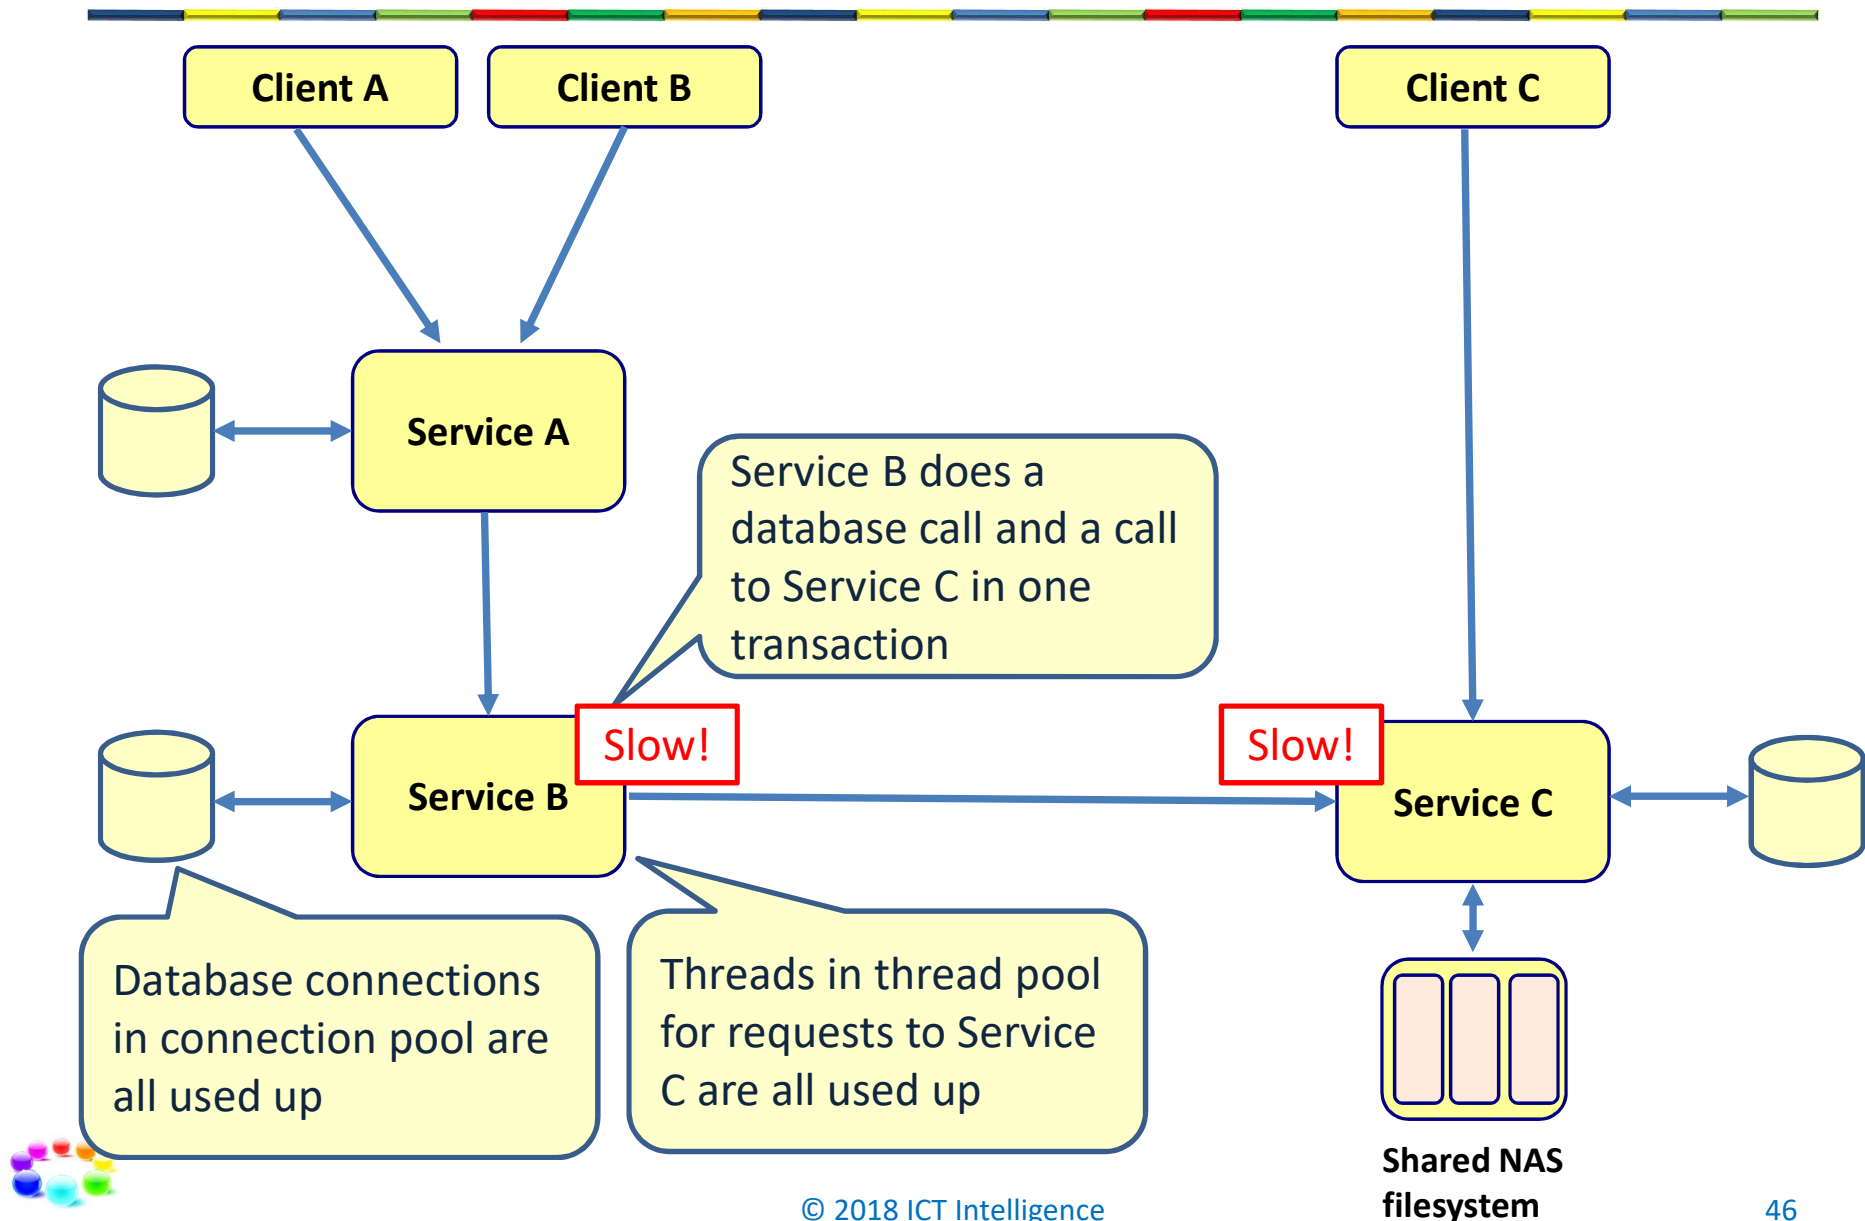 Client A
Client B
Client C
Service A
Service B does a
database call and a call
to Service C in one
transaction
Slow!
Slow!
Service B
Service C
Database connections
in connection pool are
all used up
Threads in thread pool
for requests to Service
C are all used up
Shared NAS
filesystem
© 2018 ICT Intelligence
46